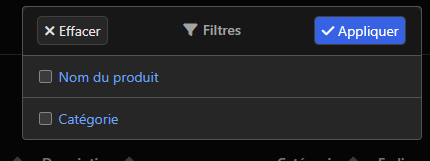 Effacer Filtres Appliquer
Nom du produit
Catégorie